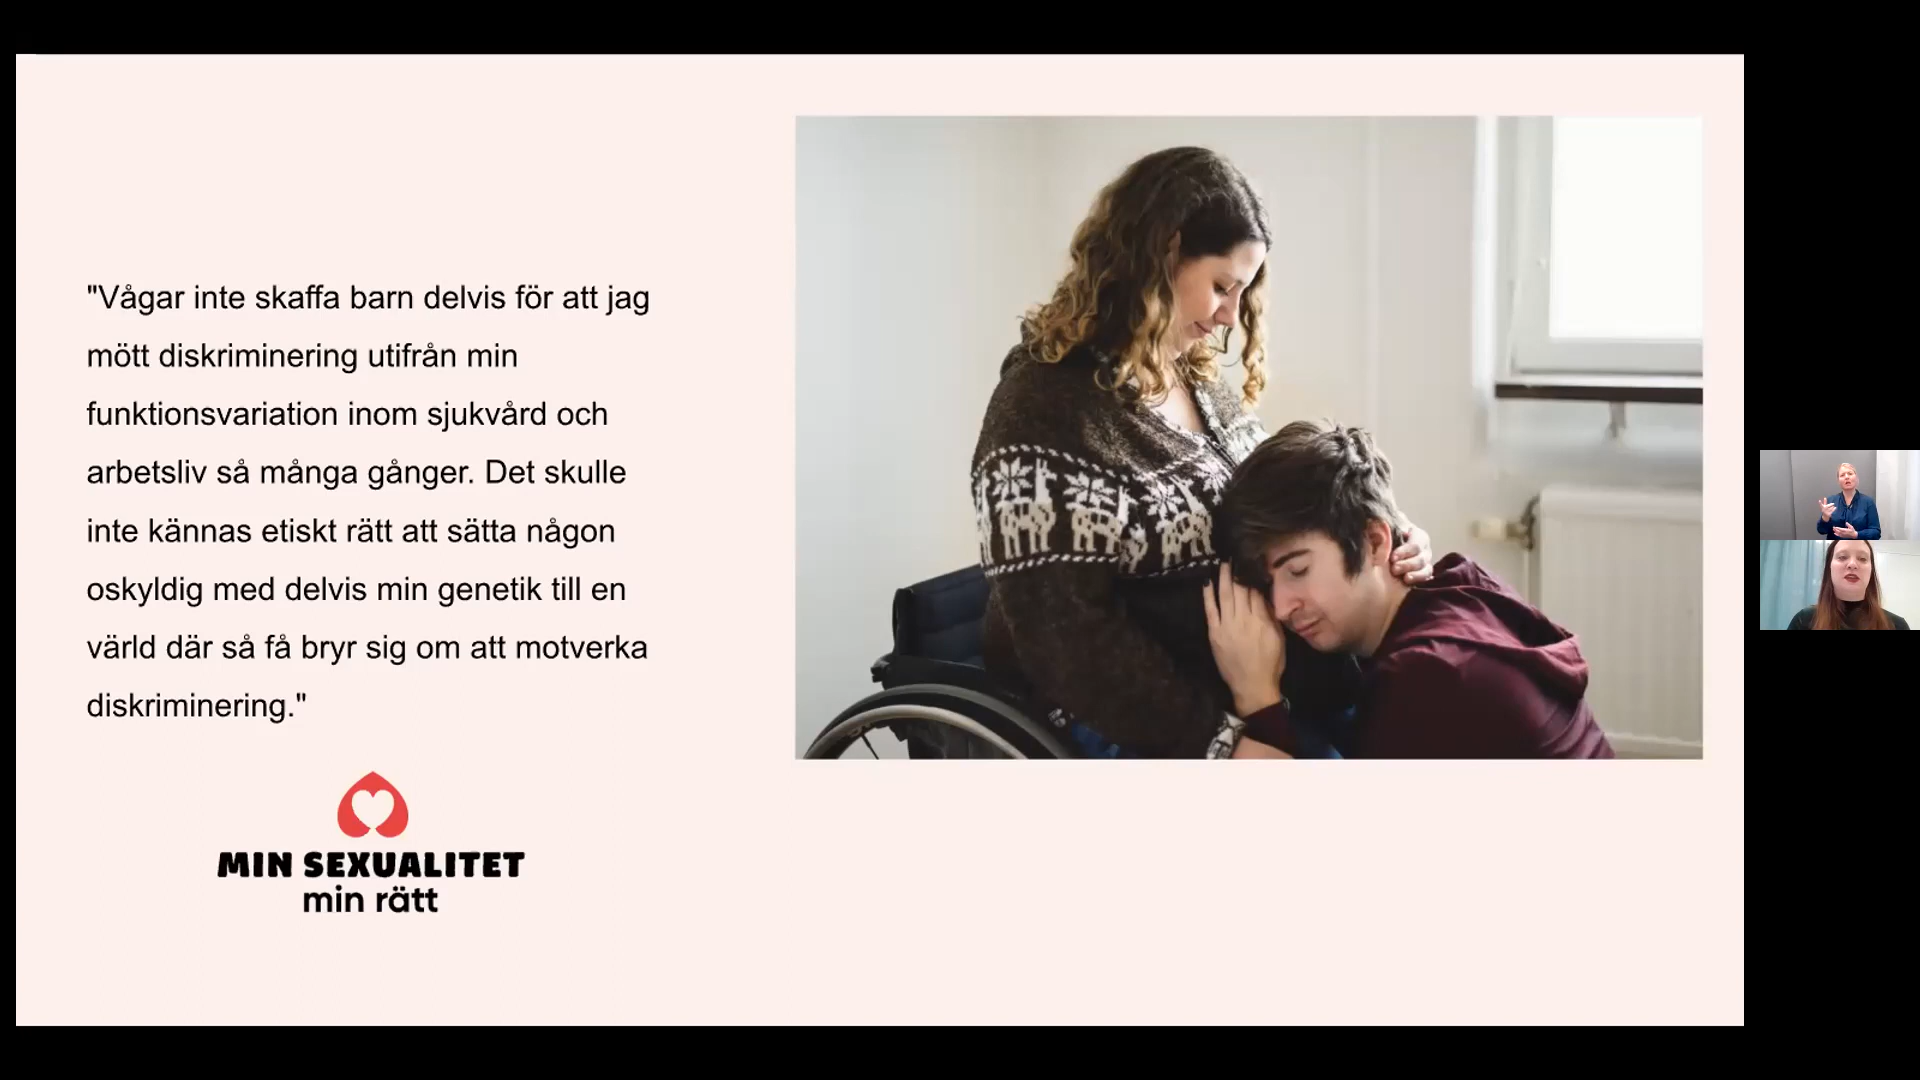 "Vågar inte skaffa barn delvis för att jag
mött diskriminering utifrån min
funktionsvariation inom sjukvård och
arbetsliv så många gånger. Det skulle
inte kännas etiskt rätt att sätta någon
oskyldig med delvis min genetik till en
värld där så få bryr sig om att motverka
diskriminering."
MIN SEXUALITET
min rätt